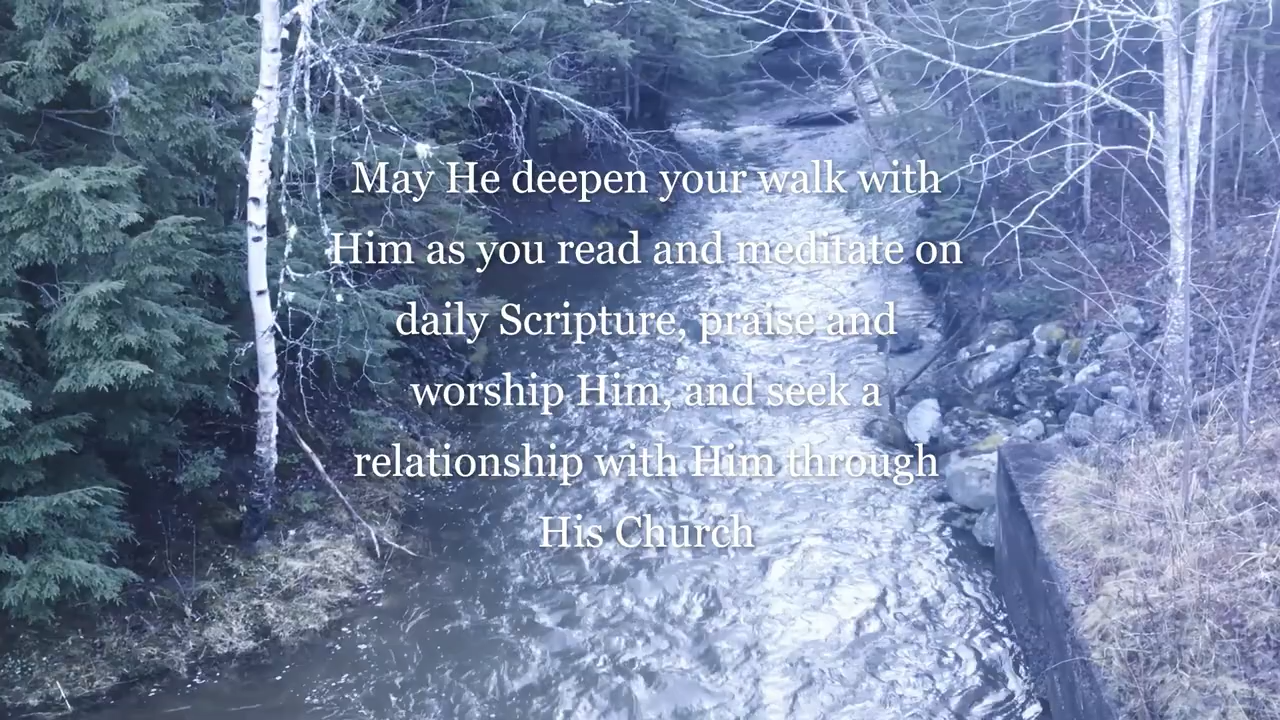 May He deepen your walk with
Him as you read and meditate on
daily Scripture, praise and
worship Him, and seek a
relationship with Him through
His Church